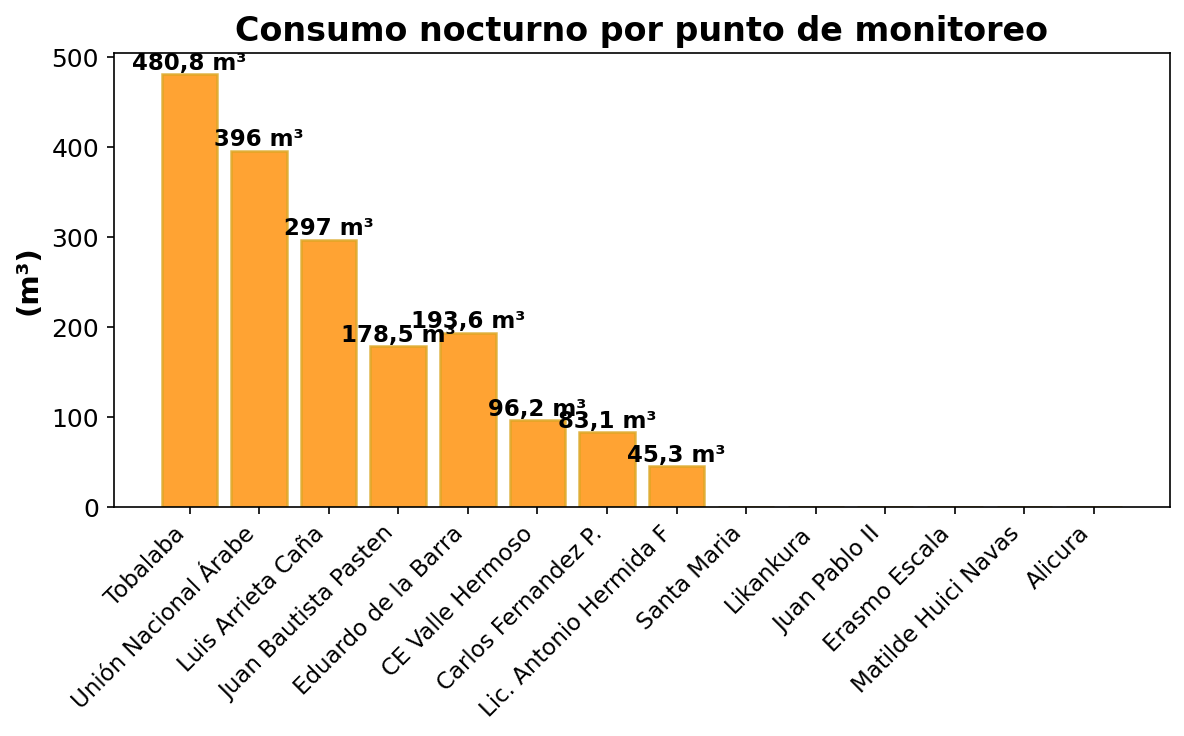 Consumo nocturno por punto de monitoreo
(m³)
500
400
300
200
100
0
480,8 m³
396 m³
297 m³
178,5 m³
193,6 m³
96,2 m³
83,1 m³
45,3 m³
Tobalaba
Unión Nacional Árabe
Luis Arrieta Caña
Juan Bautista Pasten
Eduardo de la Barra
CE Valle Hermoso
Carlos Fernandez P.
Lic. Antonio Hermida F
Santa Maria
Likankura
Juan Pablo II
Erasmo Escala
Matilde Huici Navas
Alicura